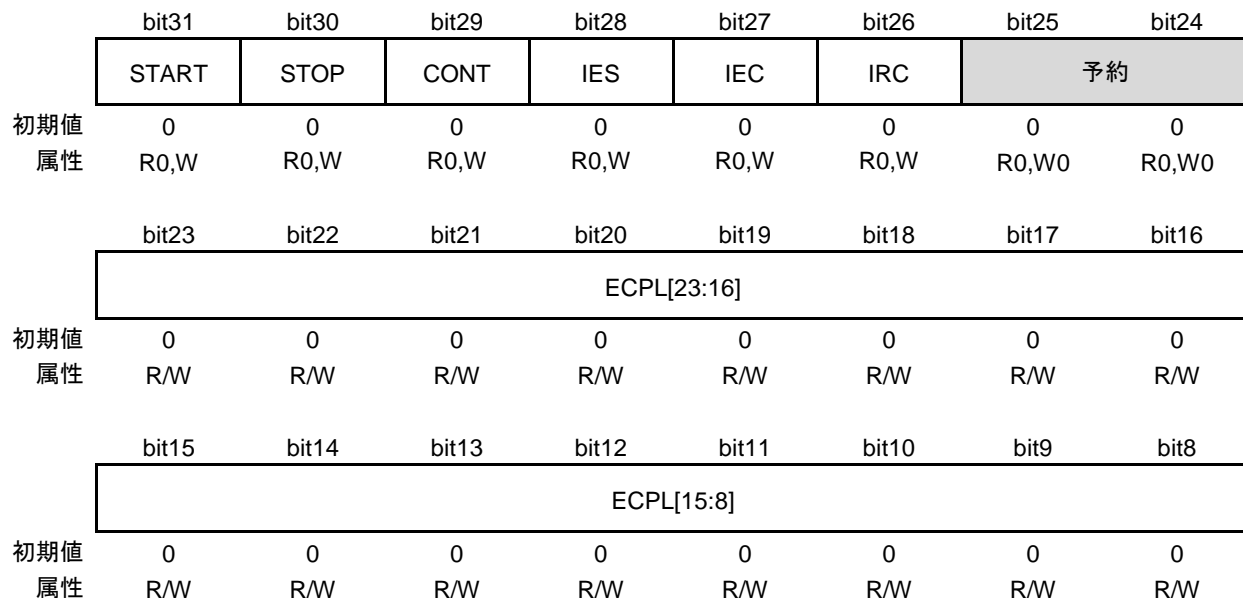 bit31 bit30 bit29 bit28 bit27 bit26 bit25 bit24
START STOP CONT IES IEC IRC 予約
初期値 0 0 0 0 0 0 0 0
属性 R0,W R0,W R0,W R0,W R0,W R0,W R0,W0 R0,W0
bit23 bit22 bit21 bit20 bit19 bit18 bit17 bit16
ECPL[23:16]
初期値 0 0 0 0 0 0 0 0
属性 R/W R/W R/W R/W R/W R/W R/W R/W
bit15 bit14 bit13 bit12 bit11 bit10 bit9 bit8
ECPL[15:8]
初期値 0 0 0 0 0 0 0 0
属性 R/W R/W R/W R/W R/W R/W R/W R/W